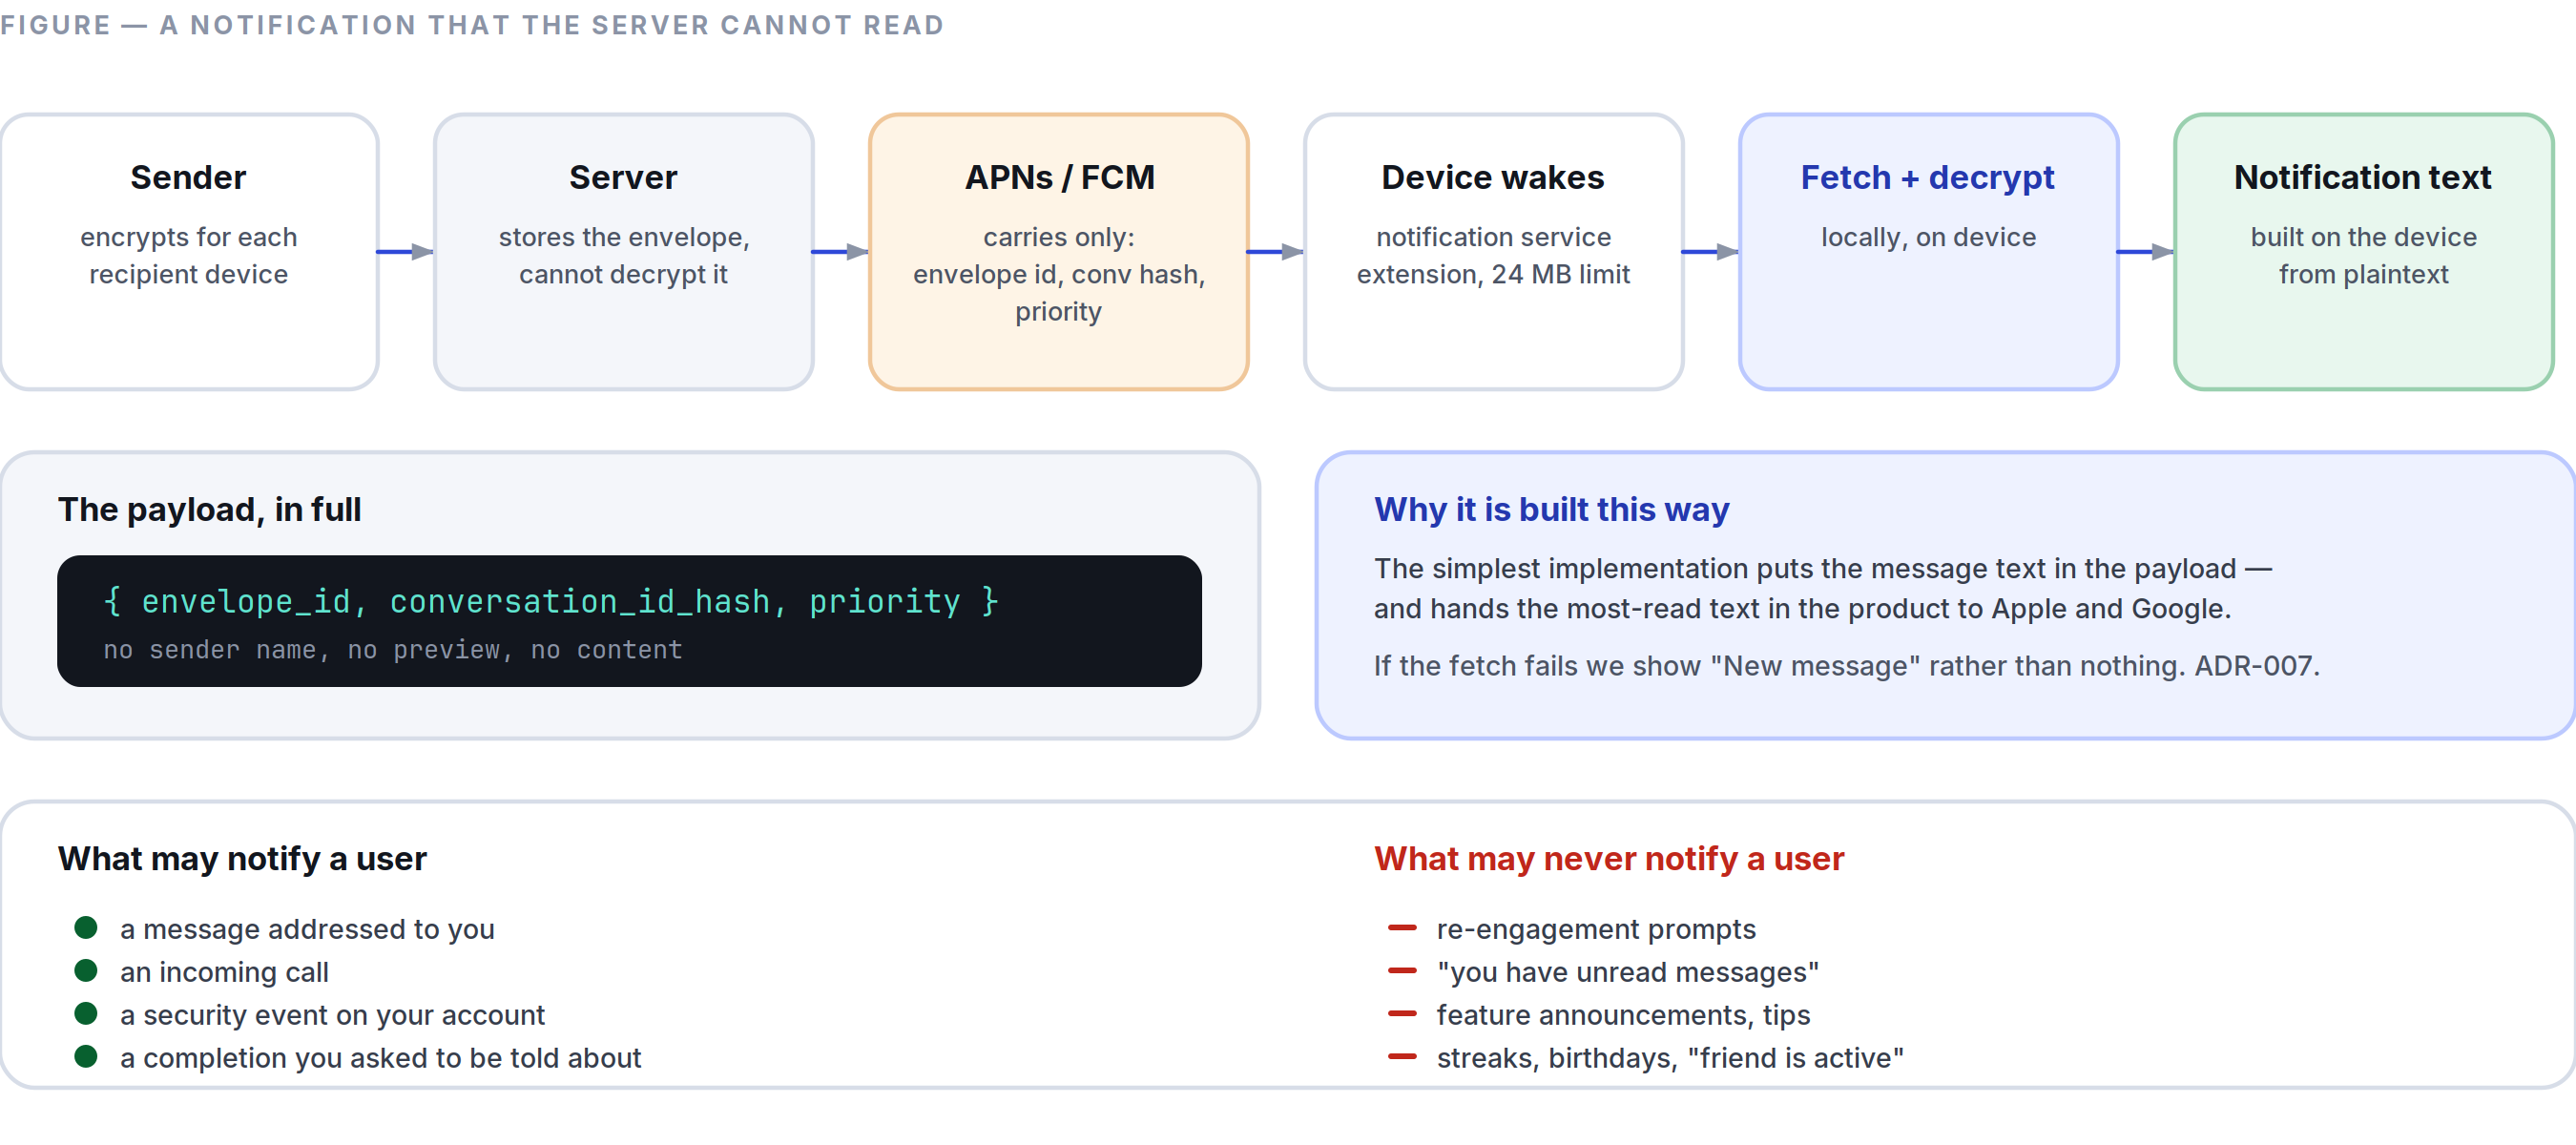 FIGURE — A NOTIFICATION THAT THE SERVER CANNOT READ
Sender
encrypts for each
recipient device
Server
stores the envelope,
cannot decrypt it
APNs / FCM
carries only:
envelope id, conv hash,
priority
Device wakes
notification service
extension, 24 MB limit
Fetch + decrypt
locally, on device
Notification text
built on the device
from plaintext
The payload, in full
{ envelope_id, conversation_id_hash, priority }
no sender name, no preview, no content
Why it is built this way
The simplest implementation puts the message text in the payload —
and hands the most-read text in the product to Apple and Google.
If the fetch fails we show "New message" rather than nothing. ADR-007.
What may notify a user
a message addressed to you
an incoming call
a security event on your account
a completion you asked to be told about
What may never notify a user
re-engagement prompts
"you have unread messages"
feature announcements, tips
streaks, birthdays, "friend is active"